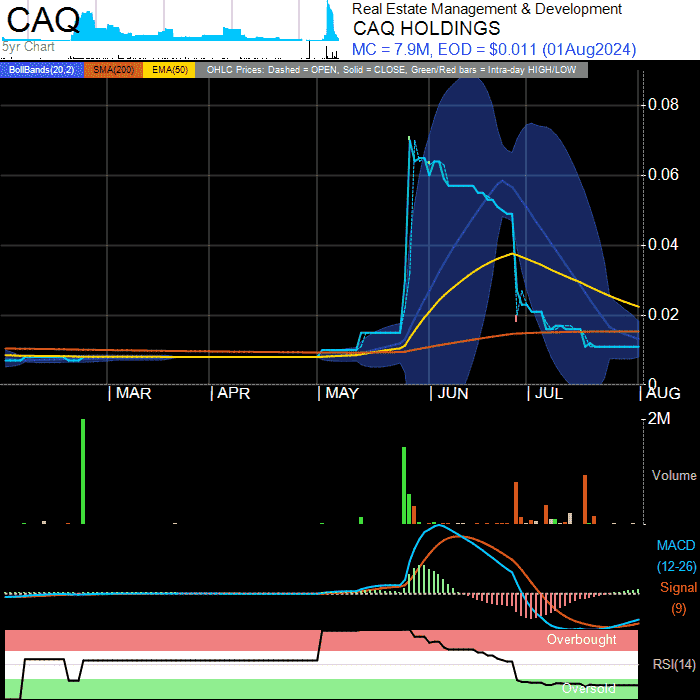 CAQ
Real Estate Management & Development
CAQ HOLDINGS
5yr Chart
MC = 7.9M, EOD = $0.011 (01Aug2024)
BollBands(20,2) SMA(200) EMA(50) OHLC Prices: Dashed = OPEN, Solid = CLOSE, Green/Red bars = Intra-day HIGH/LOW
0.08
0.06
0.04
0.02
0
MAR APR MAY JUN JUL AUG
2M
Volume
MACD
(12-26)
Signal
(9)
Overbought
RSI(14)
Oversold